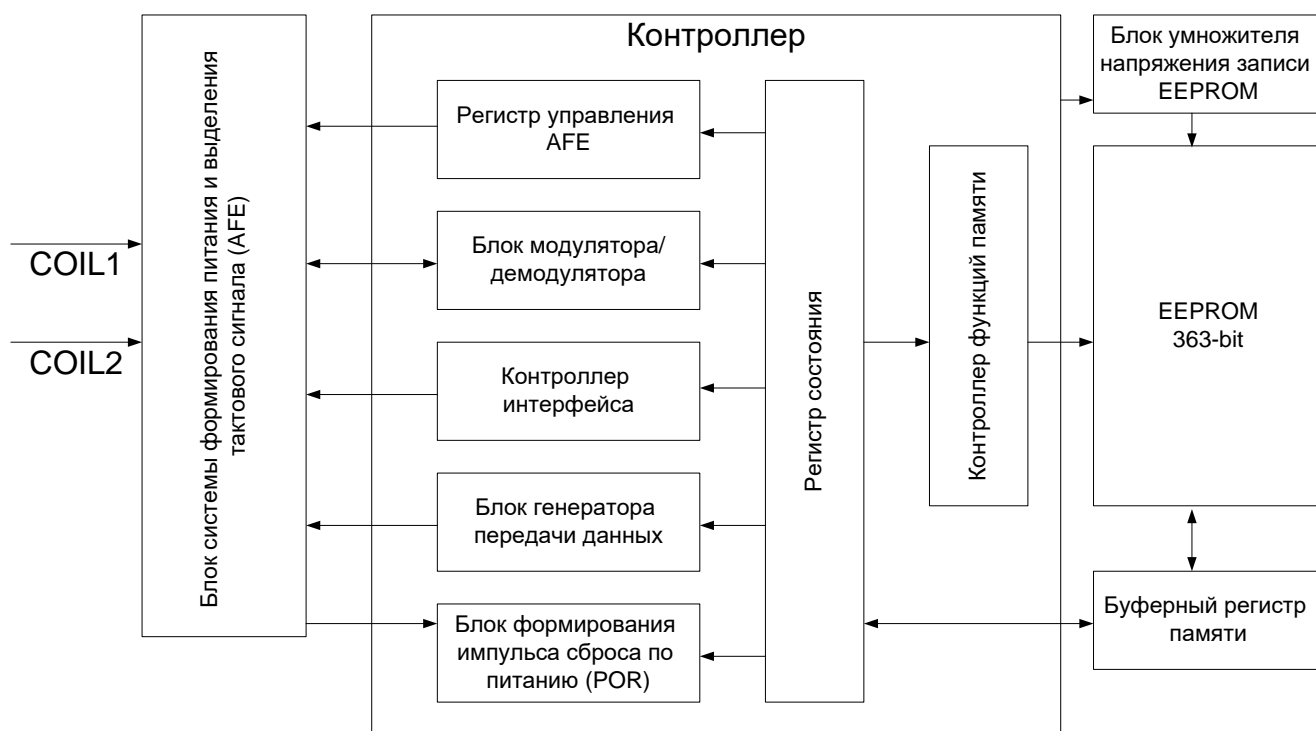 Контроллер
Блок умножителя
напряжения записи
EEPROM
Регистр управления
AFE
Блок системы формирования питания и выделения
тактового сигнала (AFE)
COIL1
COIL2
Блок модулятора/
демодулятора
Контроллер
интерфейса
Блок генератора
передачи данных
Блок формирования
импульса сброса по
питанию (POR)
Регистр состояния
Контроллер функций памяти
EEPROM
363-bit
Буферный регистр
памяти